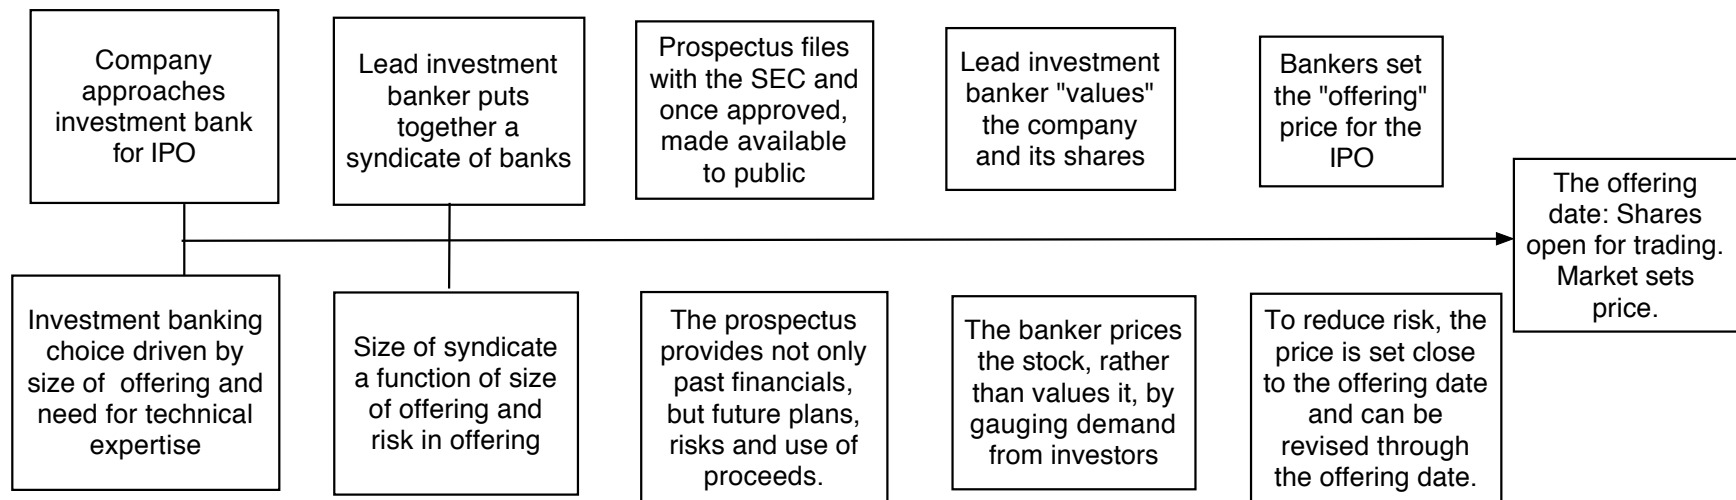 Company
approaches
investment bank
for IPO
Lead investment
banker puts
together a
syndicate of banks
Prospectus files
with the SEC and
once approved,
made available
to public
Lead investment
banker "values"
the company
and its shares
Bankers set
the "offering"
price for the
IPO
The offering
date: Shares
open for trading.
Market sets
price.
Investment banking
choice driven by
size of offering and
need for technical
expertise
Size of syndicate
a function of size
of offering and
risk in offering
The prospectus
provides not only
past financials,
but future plans,
risks and use of
proceeds.
The banker prices
the stock, rather
than values it, by
gauging demand
from investors
To reduce risk, the
price is set close
to the offering date
and can be
revised through
the offering date.